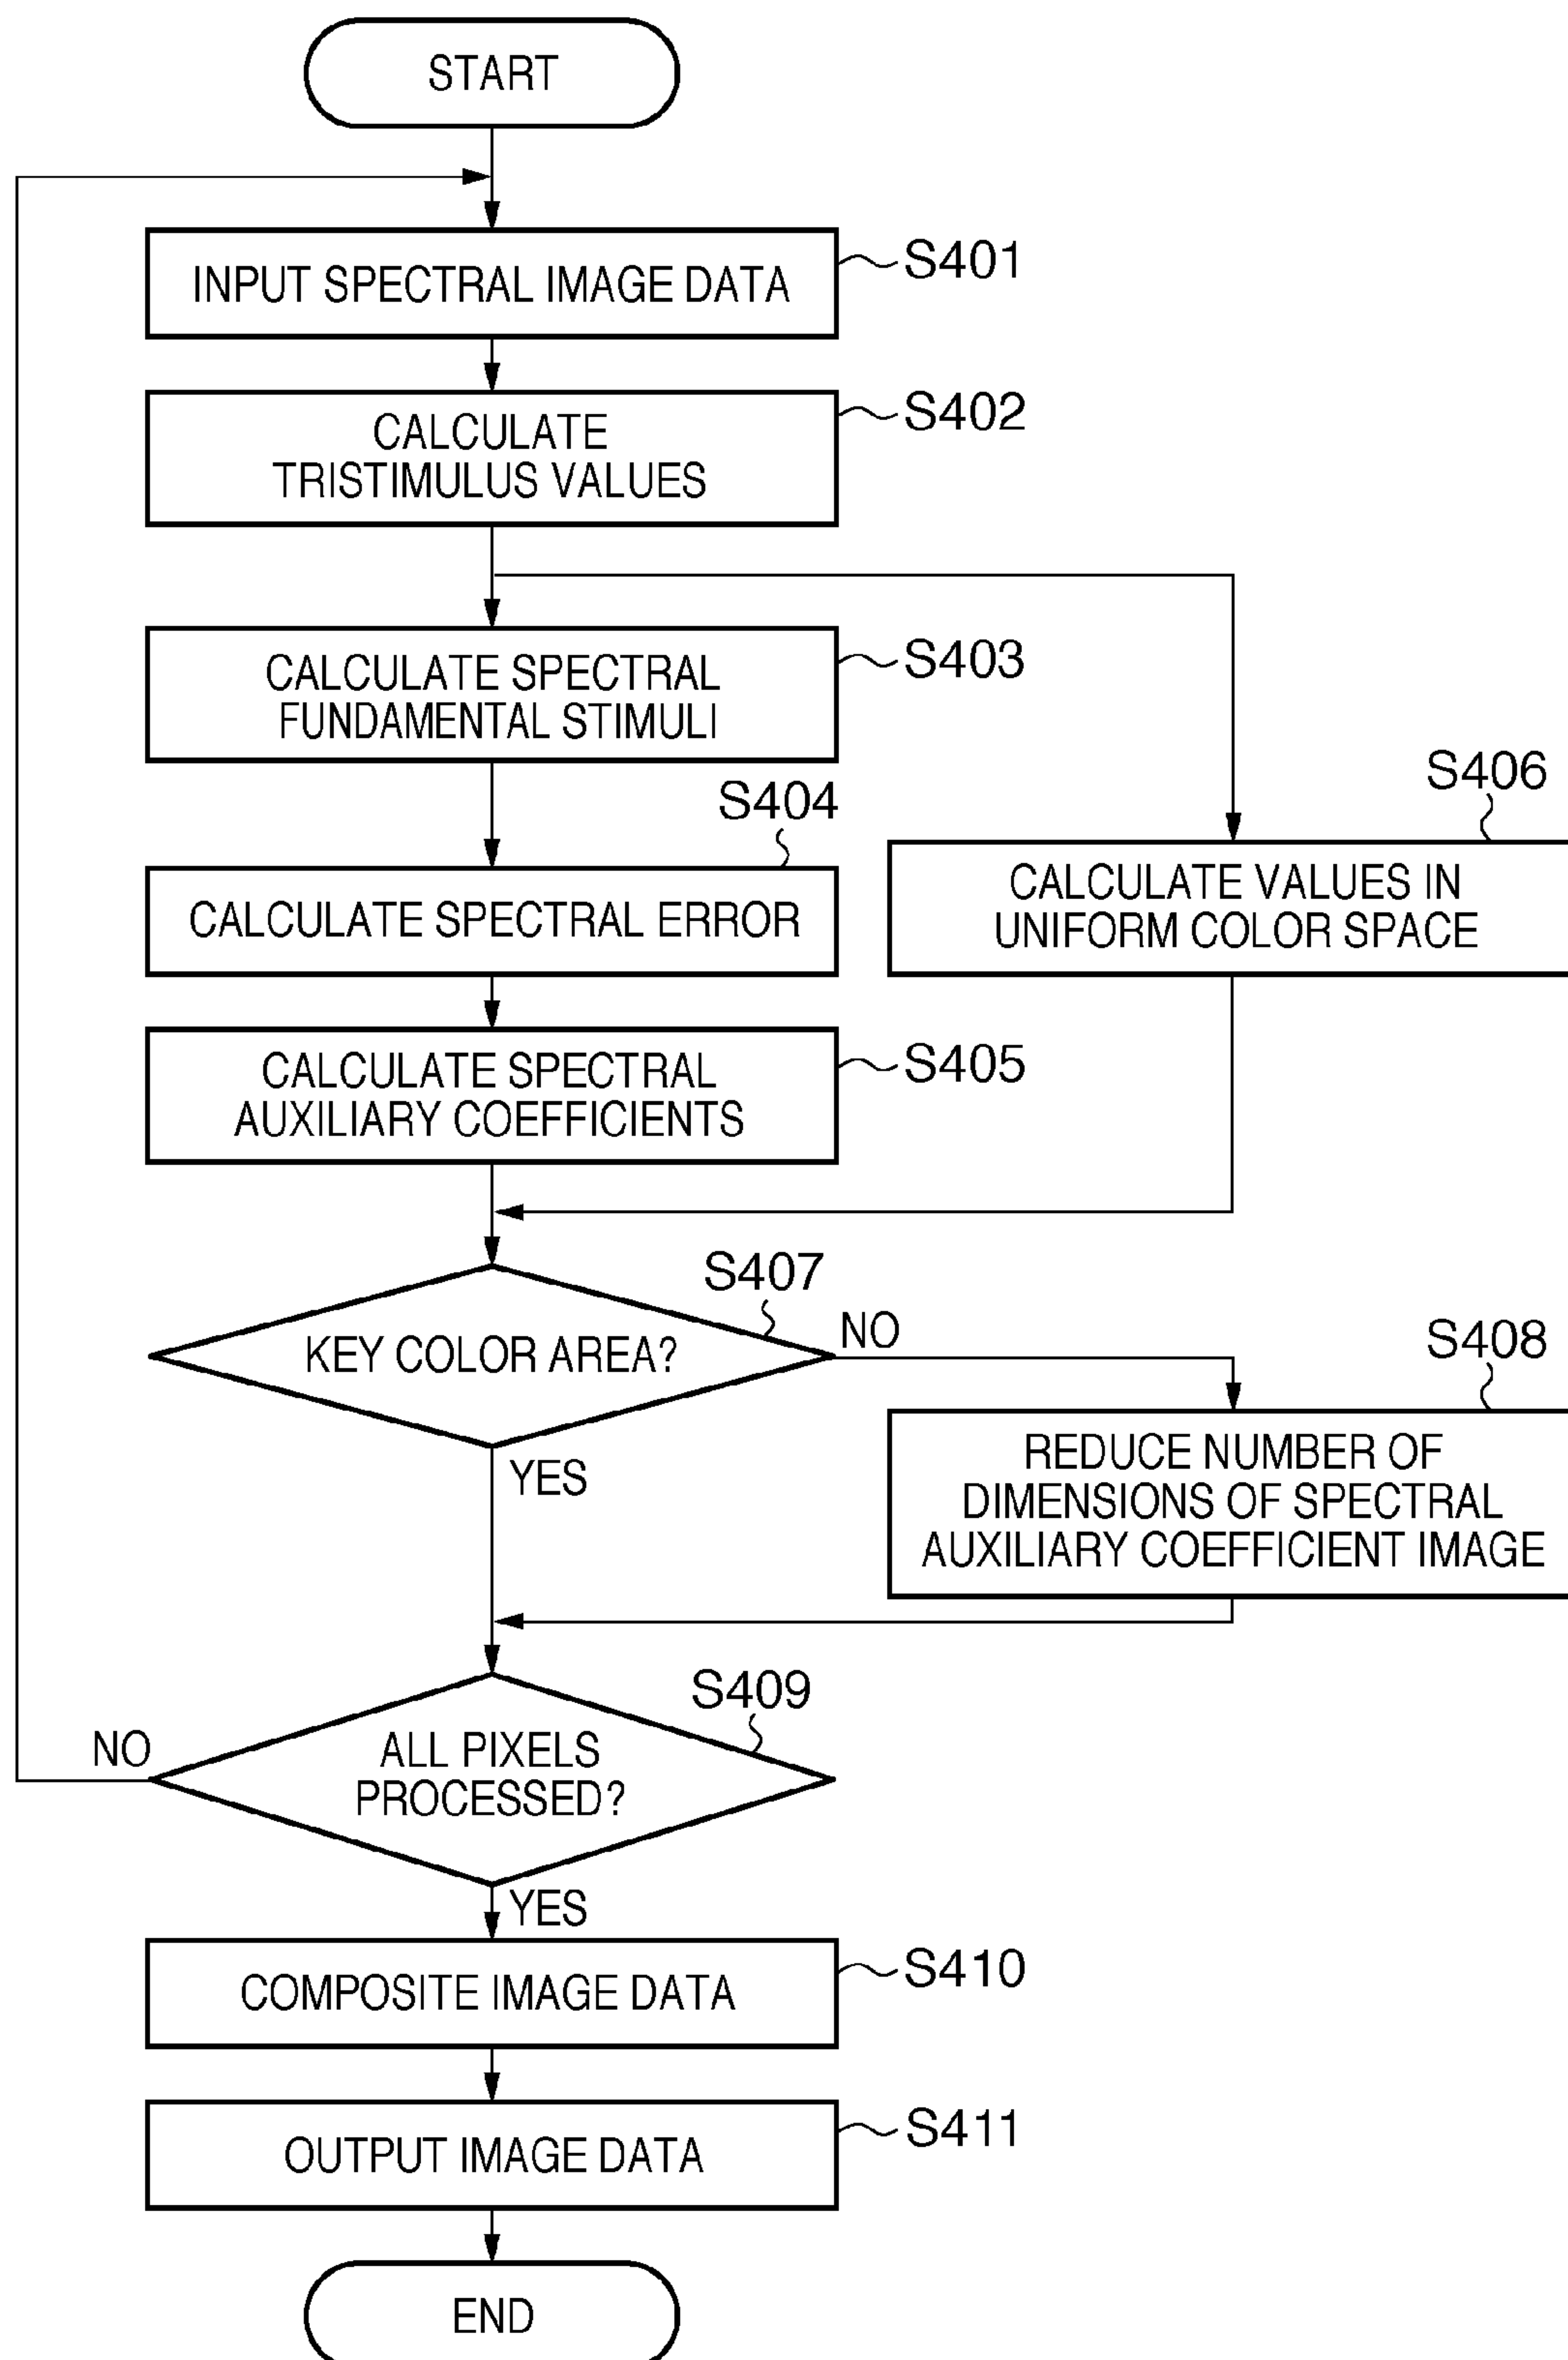 START
INPUT SPECTRAL IMAGE DATA
S401
CALCULATE
TRISTIMULUS VALUES
S402
CALCULATE SPECTRAL
FUNDAMENTAL STIMULI
S403
S404
CALCULATE SPECTRAL ERROR
S406
CALCULATE VALUES IN
UNIFORM COLOR SPACE
CALCULATE SPECTRAL
AUXILIARY COEFFICIENTS
S405
S407
KEY COLOR AREA?
NO
YES
S408
REDUCE NUMBER OF
DIMENSIONS OF SPECTRAL
AUXILIARY COEFFICIENT IMAGE
S409
ALL PIXELS
PROCESSED?
NO
YES
COMPOSITE IMAGE DATA
S410
OUTPUT IMAGE DATA
S411
END